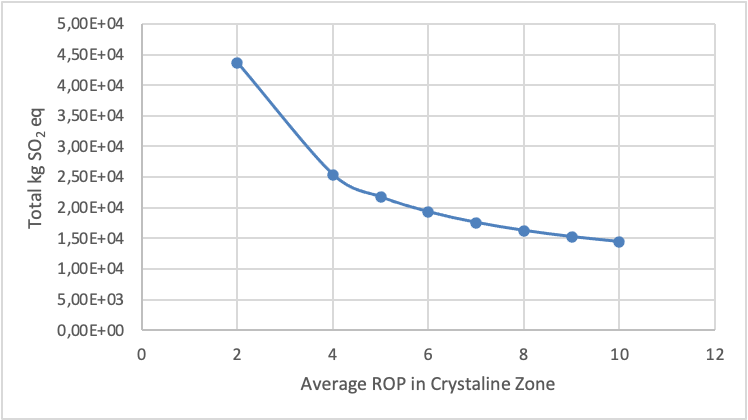 5,00E+04
4,50E+04
4,00E+04
3,50E+04
3,00E+04
2,50E+04
2,00E+04
1,50E+04
1,00E+04
5,00E+03
0,00E+00
Total kg SO₂ eq
0 2 4 6 8 10 12
Average ROP in Crystaline Zone